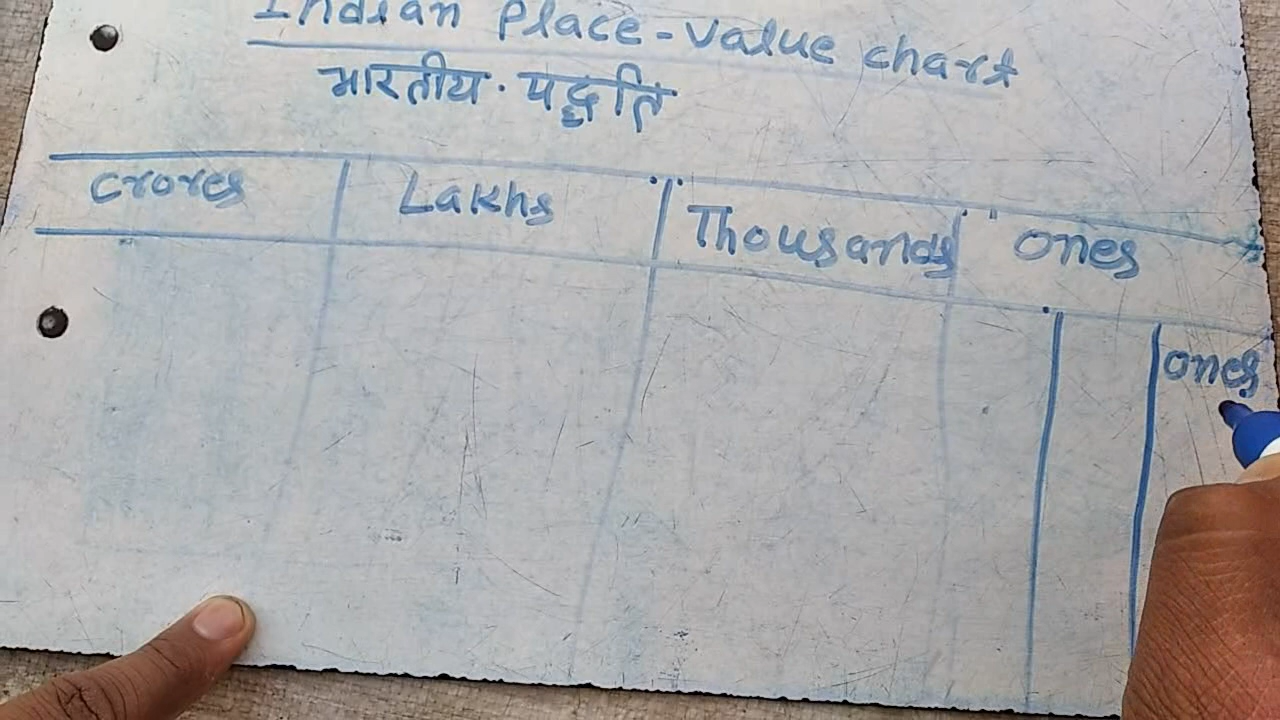 Indian Place-Value chart
भारतीय. पद्धति
Crores Lakhs Thousands Ones
Ones